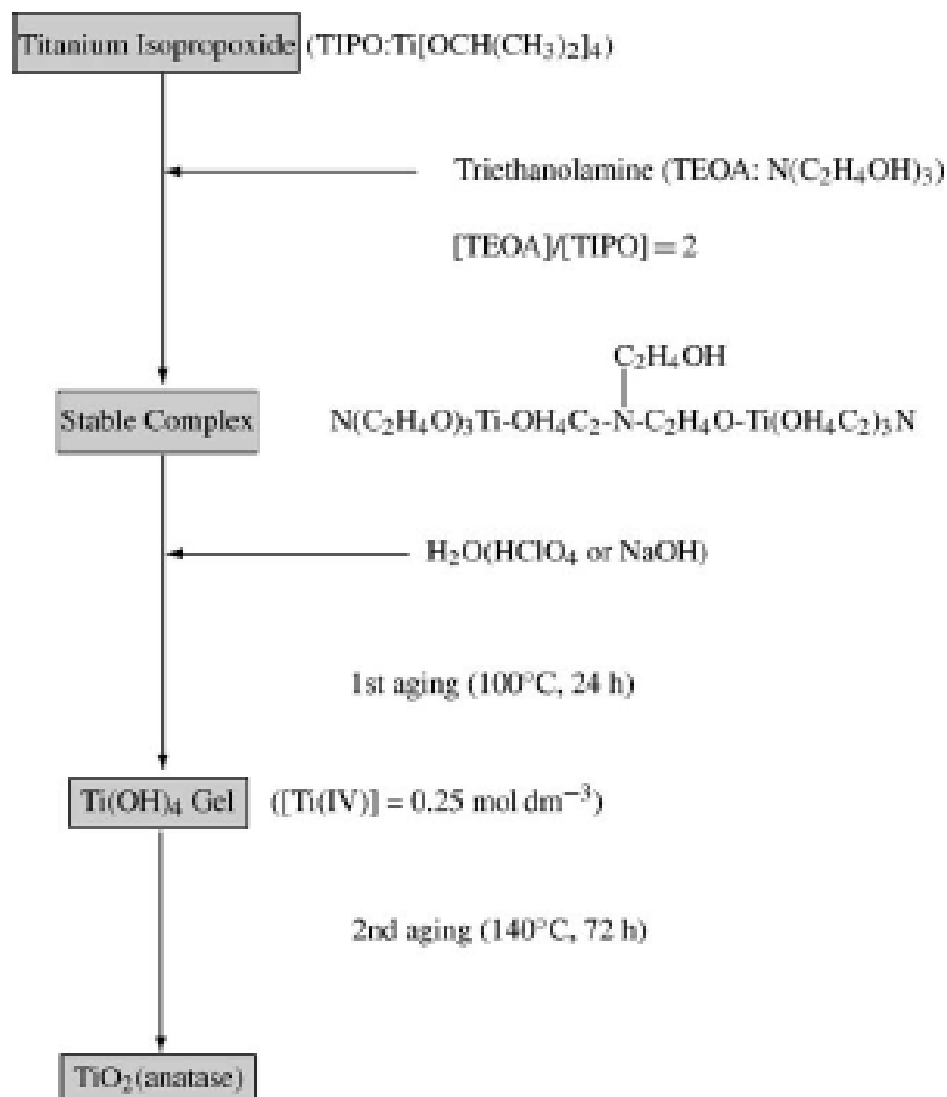 Titanium Isopropoxide (TIPO:Ti[OCH(CH₃)₂]₄)
Triethanolamine (TEOA: N(C₂H₄OH)₃)
[TEOA]/[TIPO] = 2
C₂H₄OH
Stable Complex N(C₂H₄O)₃Ti-OH₄C₂-N-C₂H₄O-Ti(OH₄C₂)₃N
H₂O(HClO₄ or NaOH)
1st aging (100°C, 24 h)
Ti(OH)₄ Gel ([Ti(IV)] = 0.25 mol dm⁻³)
2nd aging (140°C, 72 h)
TiO₂(anatase)